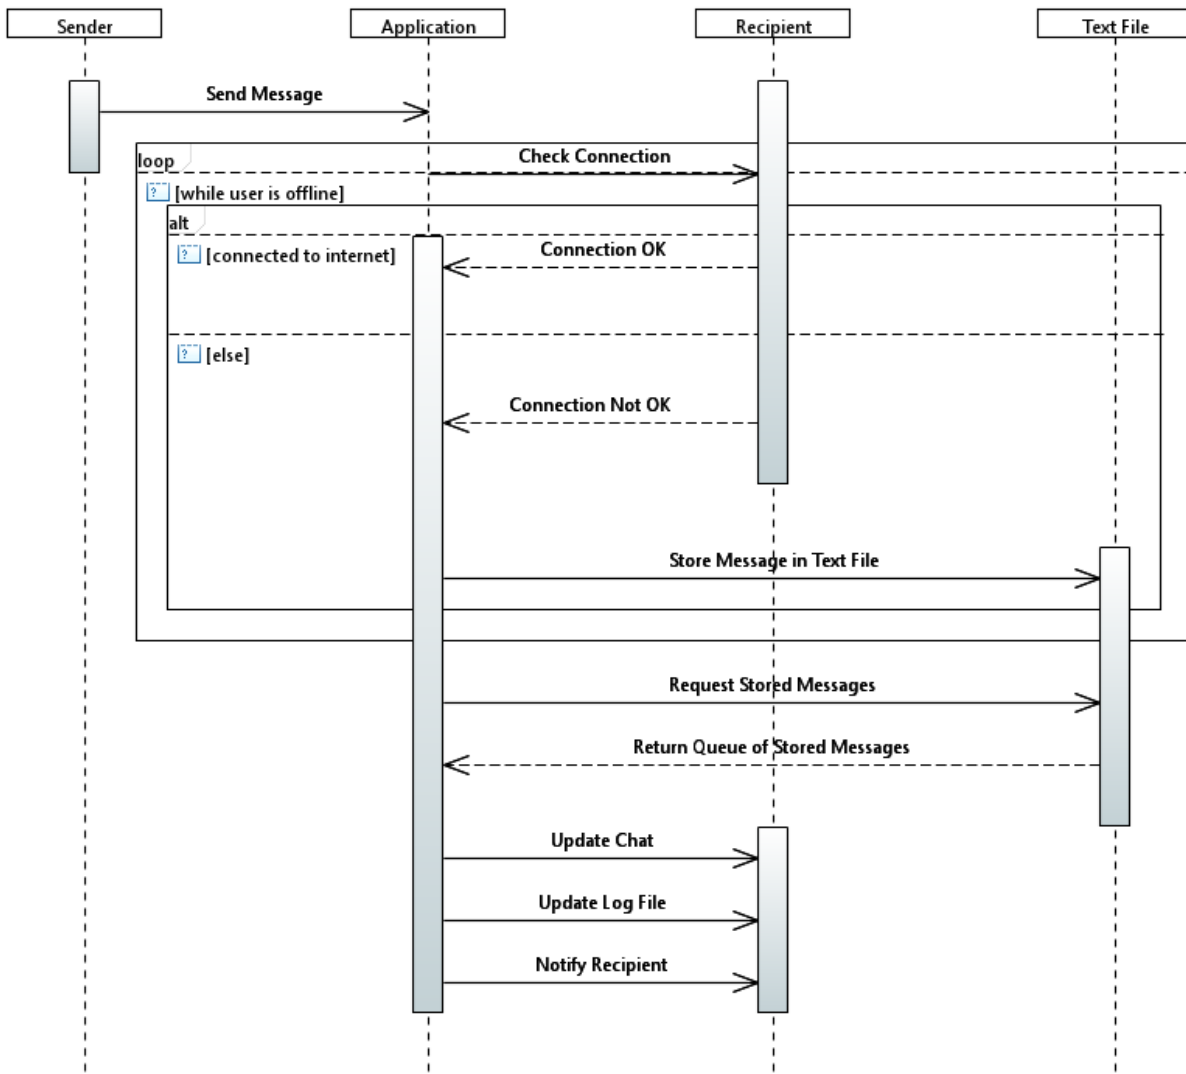 Sender
Application
Recipient
Text File
Send Message
loop
Check Connection
? [while user is offline]
alt
? [connected to internet]
Connection OK
? [else]
Connection Not OK
Store Message in Text File
Request Stored Messages
Return Queue of Stored Messages
Update Chat
Update Log File
Notify Recipient